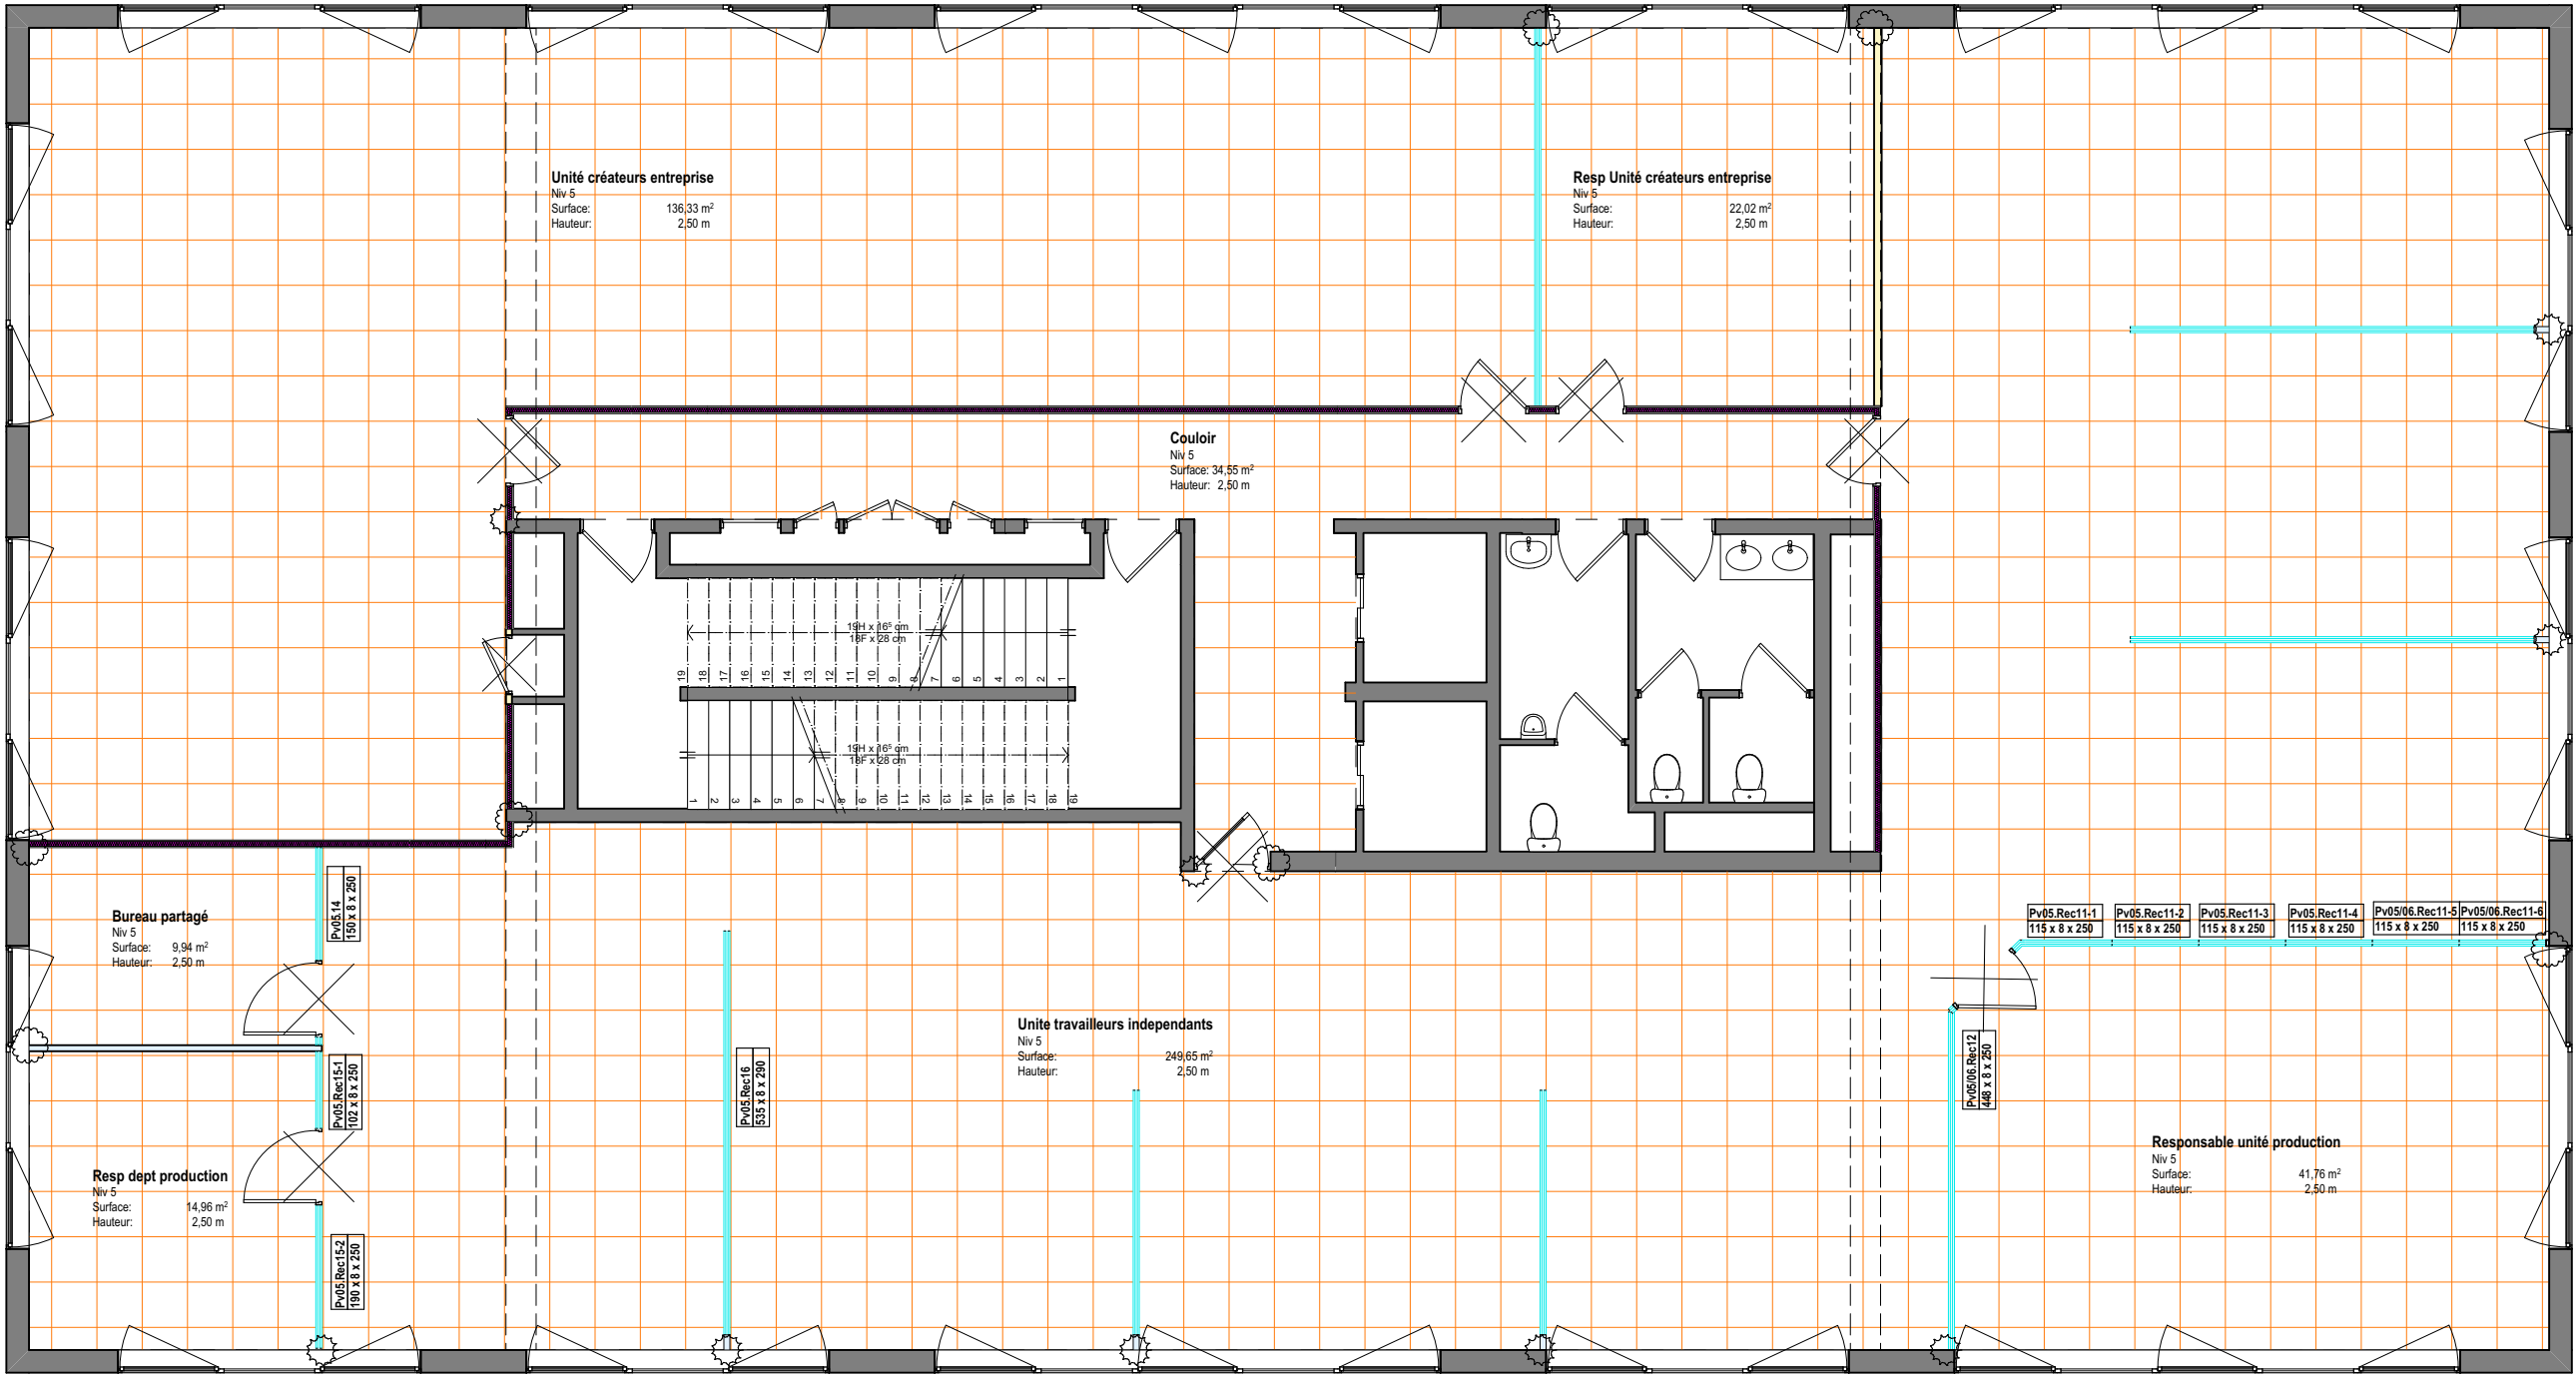 Unité créateurs entreprise
Niv 5
Surface: 136,33 m²
Hauteur: 2,50 m
Resp Unité créateurs entreprise
Niv 5
Surface: 22,02 m²
Hauteur: 2,50 m
Couloir
Niv 5
Surface: 34,55 m²
Hauteur: 2,50 m
19H x 16⁵ cm
18F x 28 cm
19 18 17 16 15 14 13 12 11 10 9 8 7 6 5 4 3 2 1
19H x 16⁵ cm
18F x 28 cm
1 2 3 4 5 6 7 8 9 10 11 12 13 14 15 16 17 18 19
Bureau partagé
Niv 5
Surface: 9,94 m²
Hauteur: 2,50 m
Pv05.14
150 x 8 x 250
Pv05.Rec11-1
115 x 8 x 250
Pv05.Rec11-2
115 x 8 x 250
Pv05.Rec11-3
115 x 8 x 250
Pv05.Rec11-4
115 x 8 x 250
Pv05/06.Rec11-5
115 x 8 x 250
Pv05/06.Rec11-6
115 x 8 x 250
Unite travailleurs independants
Niv 5
Surface: 249,65 m²
Hauteur: 2,50 m
Pv05.Rec15-1
102 x 8 x 250
Pv05.Rec16
535 x 8 x 290
Pv05/06.Rec12
448 x 8 x 250
Resp dept production
Niv 5
Surface: 14,96 m²
Hauteur: 2,50 m
Responsable unité production
Niv 5
Surface: 41,76 m²
Hauteur: 2,50 m
Pv05.Rec15-2
190 x 8 x 250